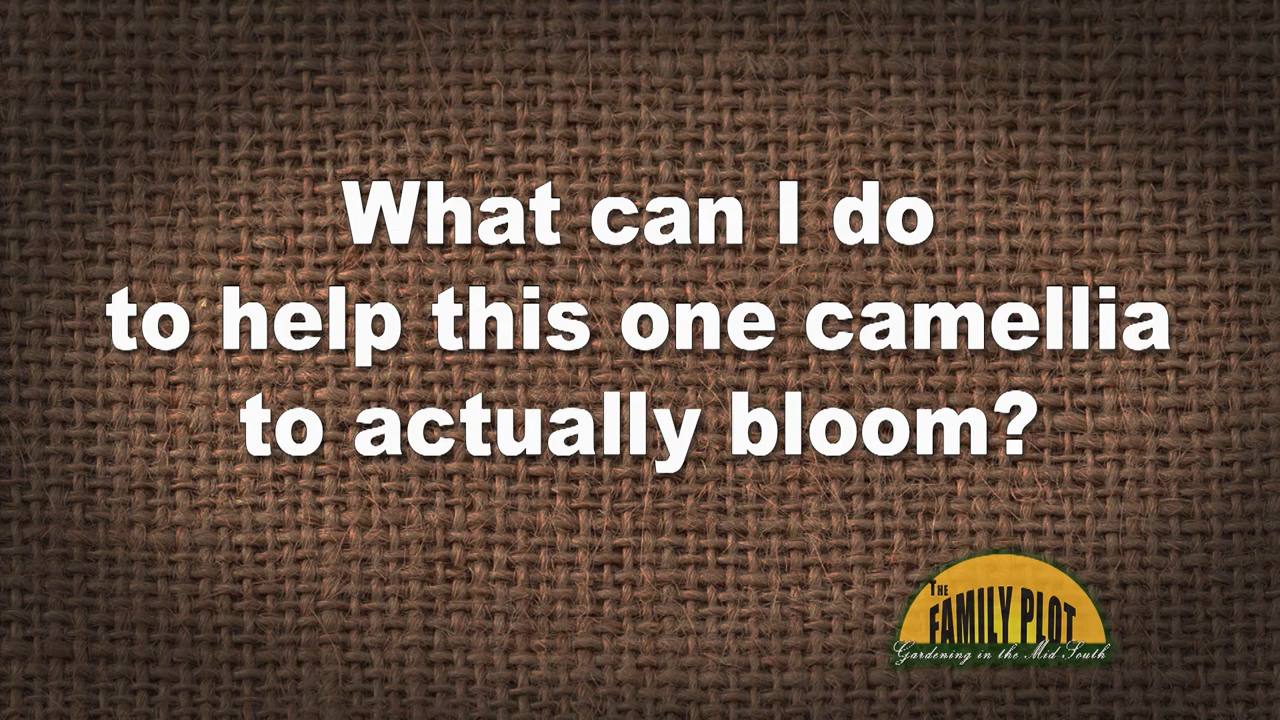 What can I do
to help this one camellia
to actually bloom?
THE
FAMILY PLOT
Gardening in the Mid South